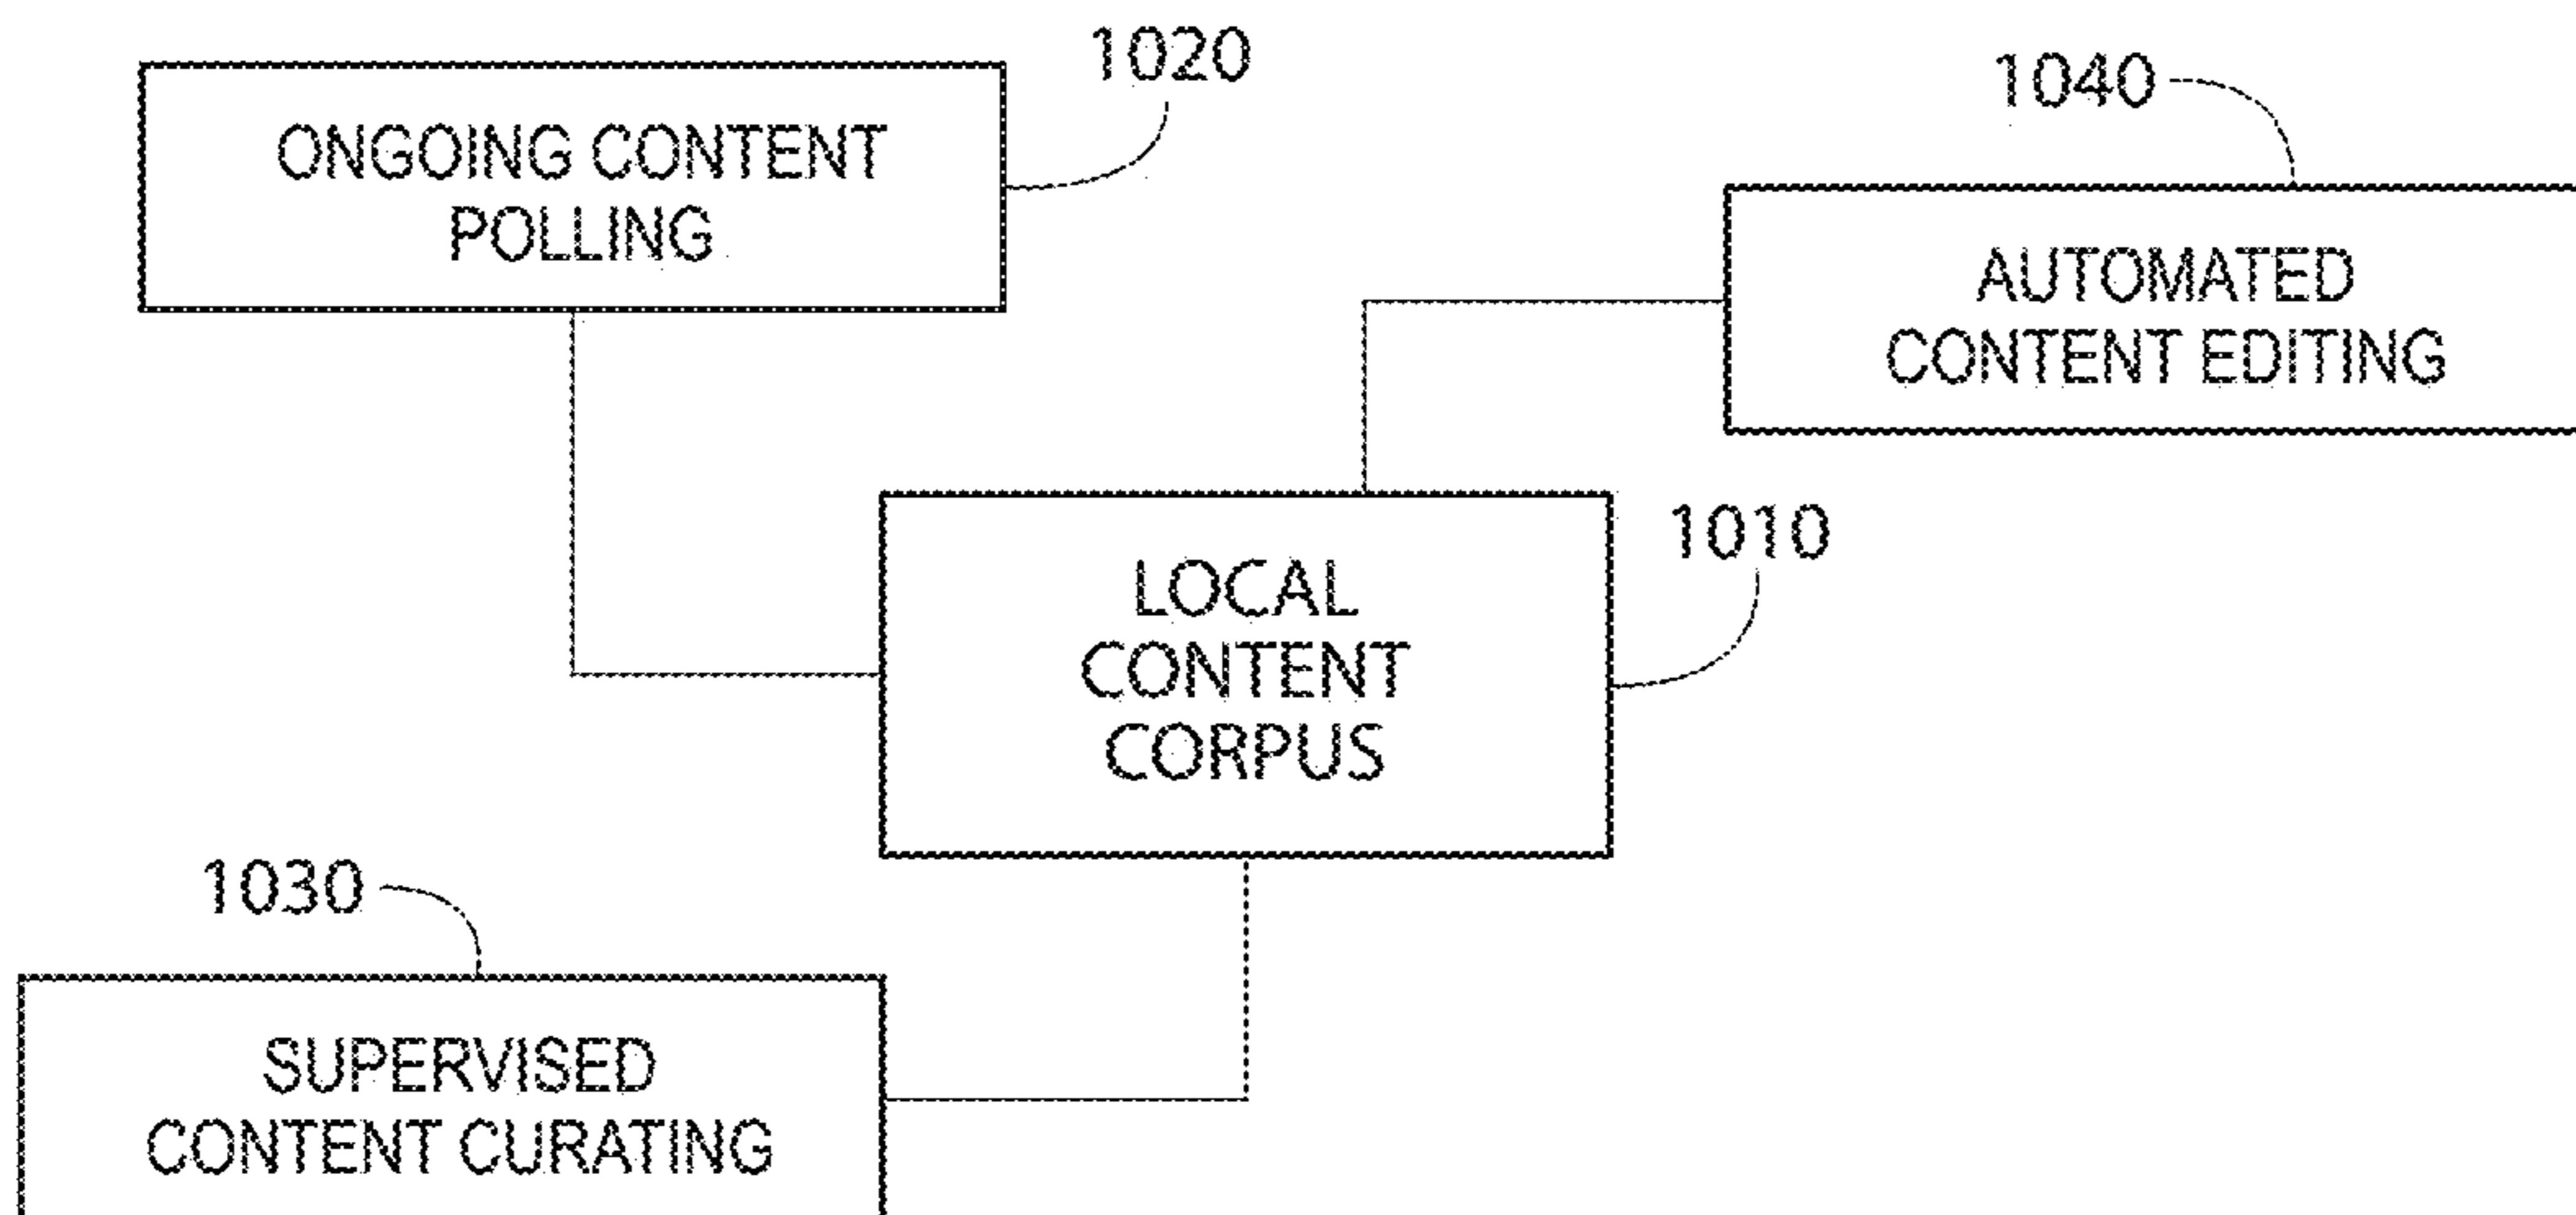 1020
ONGOING CONTENT
POLLING
1040
AUTOMATED
CONTENT EDITING
1010
LOCAL
CONTENT
CORPUS
1030
SUPERVISED
CONTENT CURATING